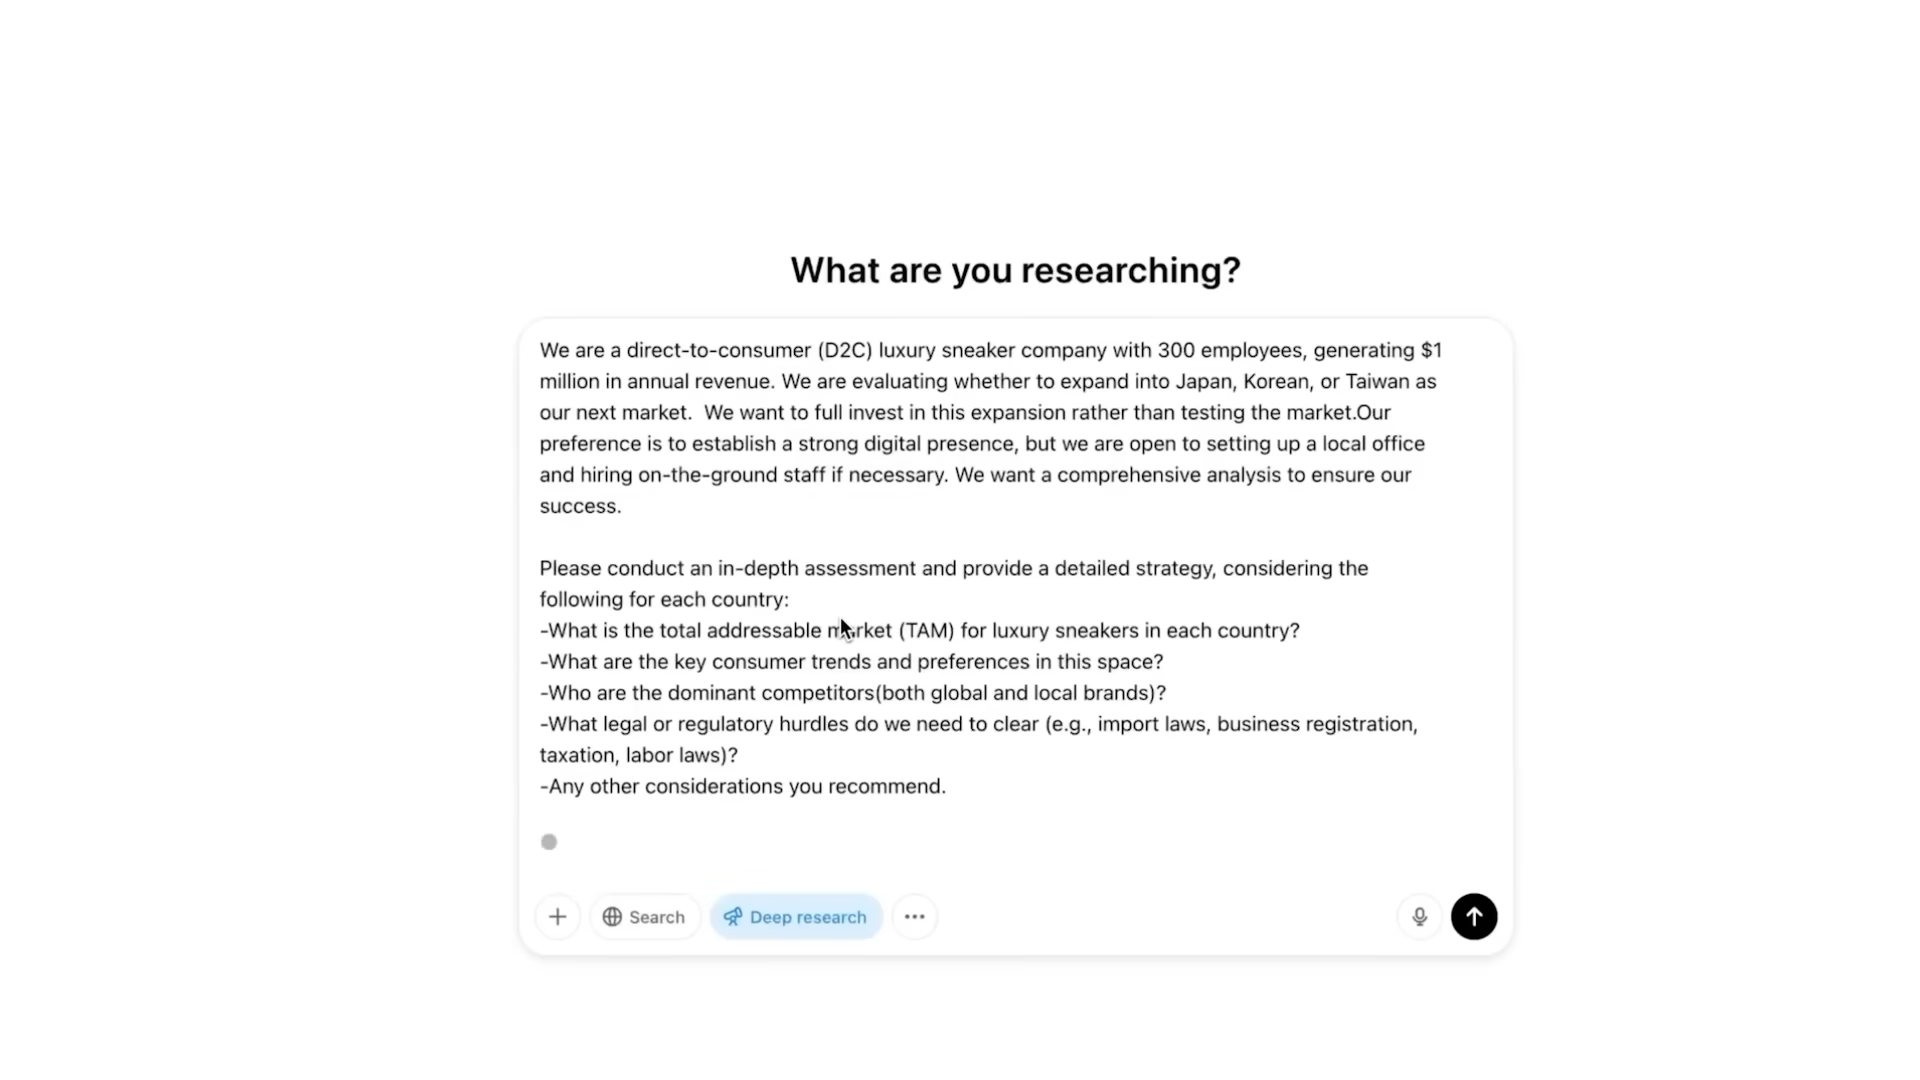 What are you researching?
We are a direct-to-consumer (D2C) luxury sneaker company with 300 employees, generating $1
million in annual revenue. We are evaluating whether to expand into Japan, Korean, or Taiwan as
our next market.  We want to full invest in this expansion rather than testing the market.Our
preference is to establish a strong digital presence, but we are open to setting up a local office
and hiring on-the-ground staff if necessary. We want a comprehensive analysis to ensure our
success.
Please conduct an in-depth assessment and provide a detailed strategy, considering the
following for each country:
-What is the total addressable market (TAM) for luxury sneakers in each country?
-What are the key consumer trends and preferences in this space?
-Who are the dominant competitors(both global and local brands)?
-What legal or regulatory hurdles do we need to clear (e.g., import laws, business registration,
taxation, labor laws)?
-Any other considerations you recommend.
Search Deep research